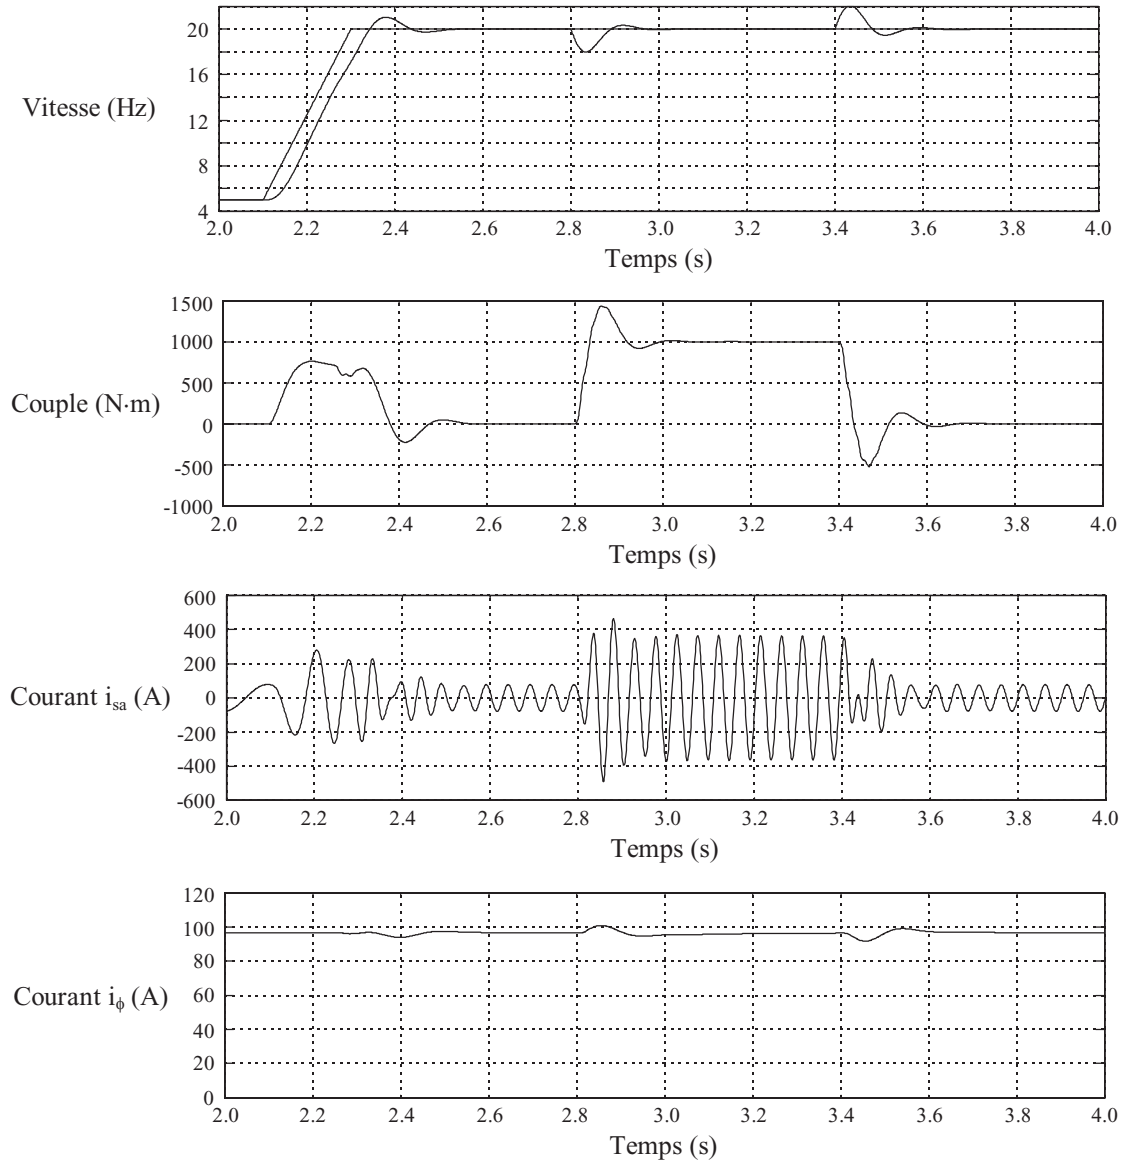 20
16
Vitesse (Hz)
12
8
4
2.0 2.2 2.4 2.6 2.8 3.0 3.2 3.4 3.6 3.8 4.0
Temps (s)
1500
1000
500
Couple (N·m)
0
-500
-1000
2.0 2.2 2.4 2.6 2.8 3.0 3.2 3.4 3.6 3.8 4.0
Temps (s)
600
400
200
Courant isa (A)
0
-200
-400
-600
2.0 2.2 2.4 2.6 2.8 3.0 3.2 3.4 3.6 3.8 4.0
Temps (s)
120
100
80
Courant iϕ (A)
60
40
20
0
2.0 2.2 2.4 2.6 2.8 3.0 3.2 3.4 3.6 3.8 4.0
Temps (s)